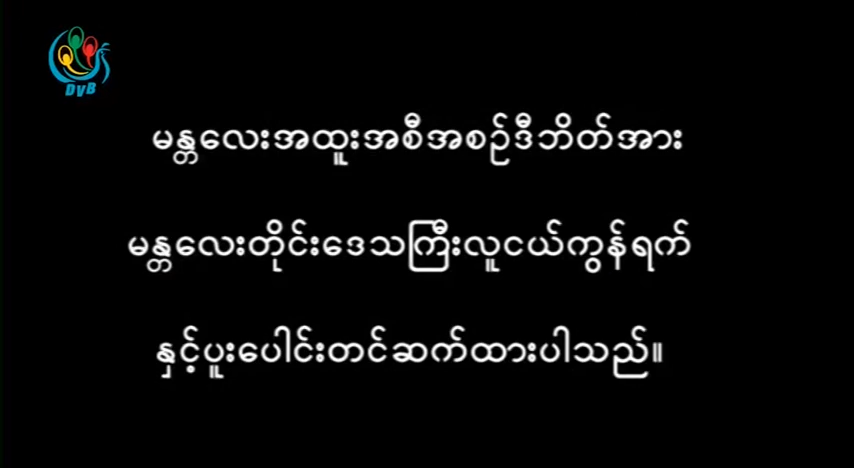 DVB
မန္တလေးအထူးအစီအစဉ်ဒီဘိတ်အား
မန္တလေးတိုင်းဒေသကြီးလူငယ်ကွန်ရက်
နှင့်ပူးပေါင်းတင်ဆက်ထားပါသည်။